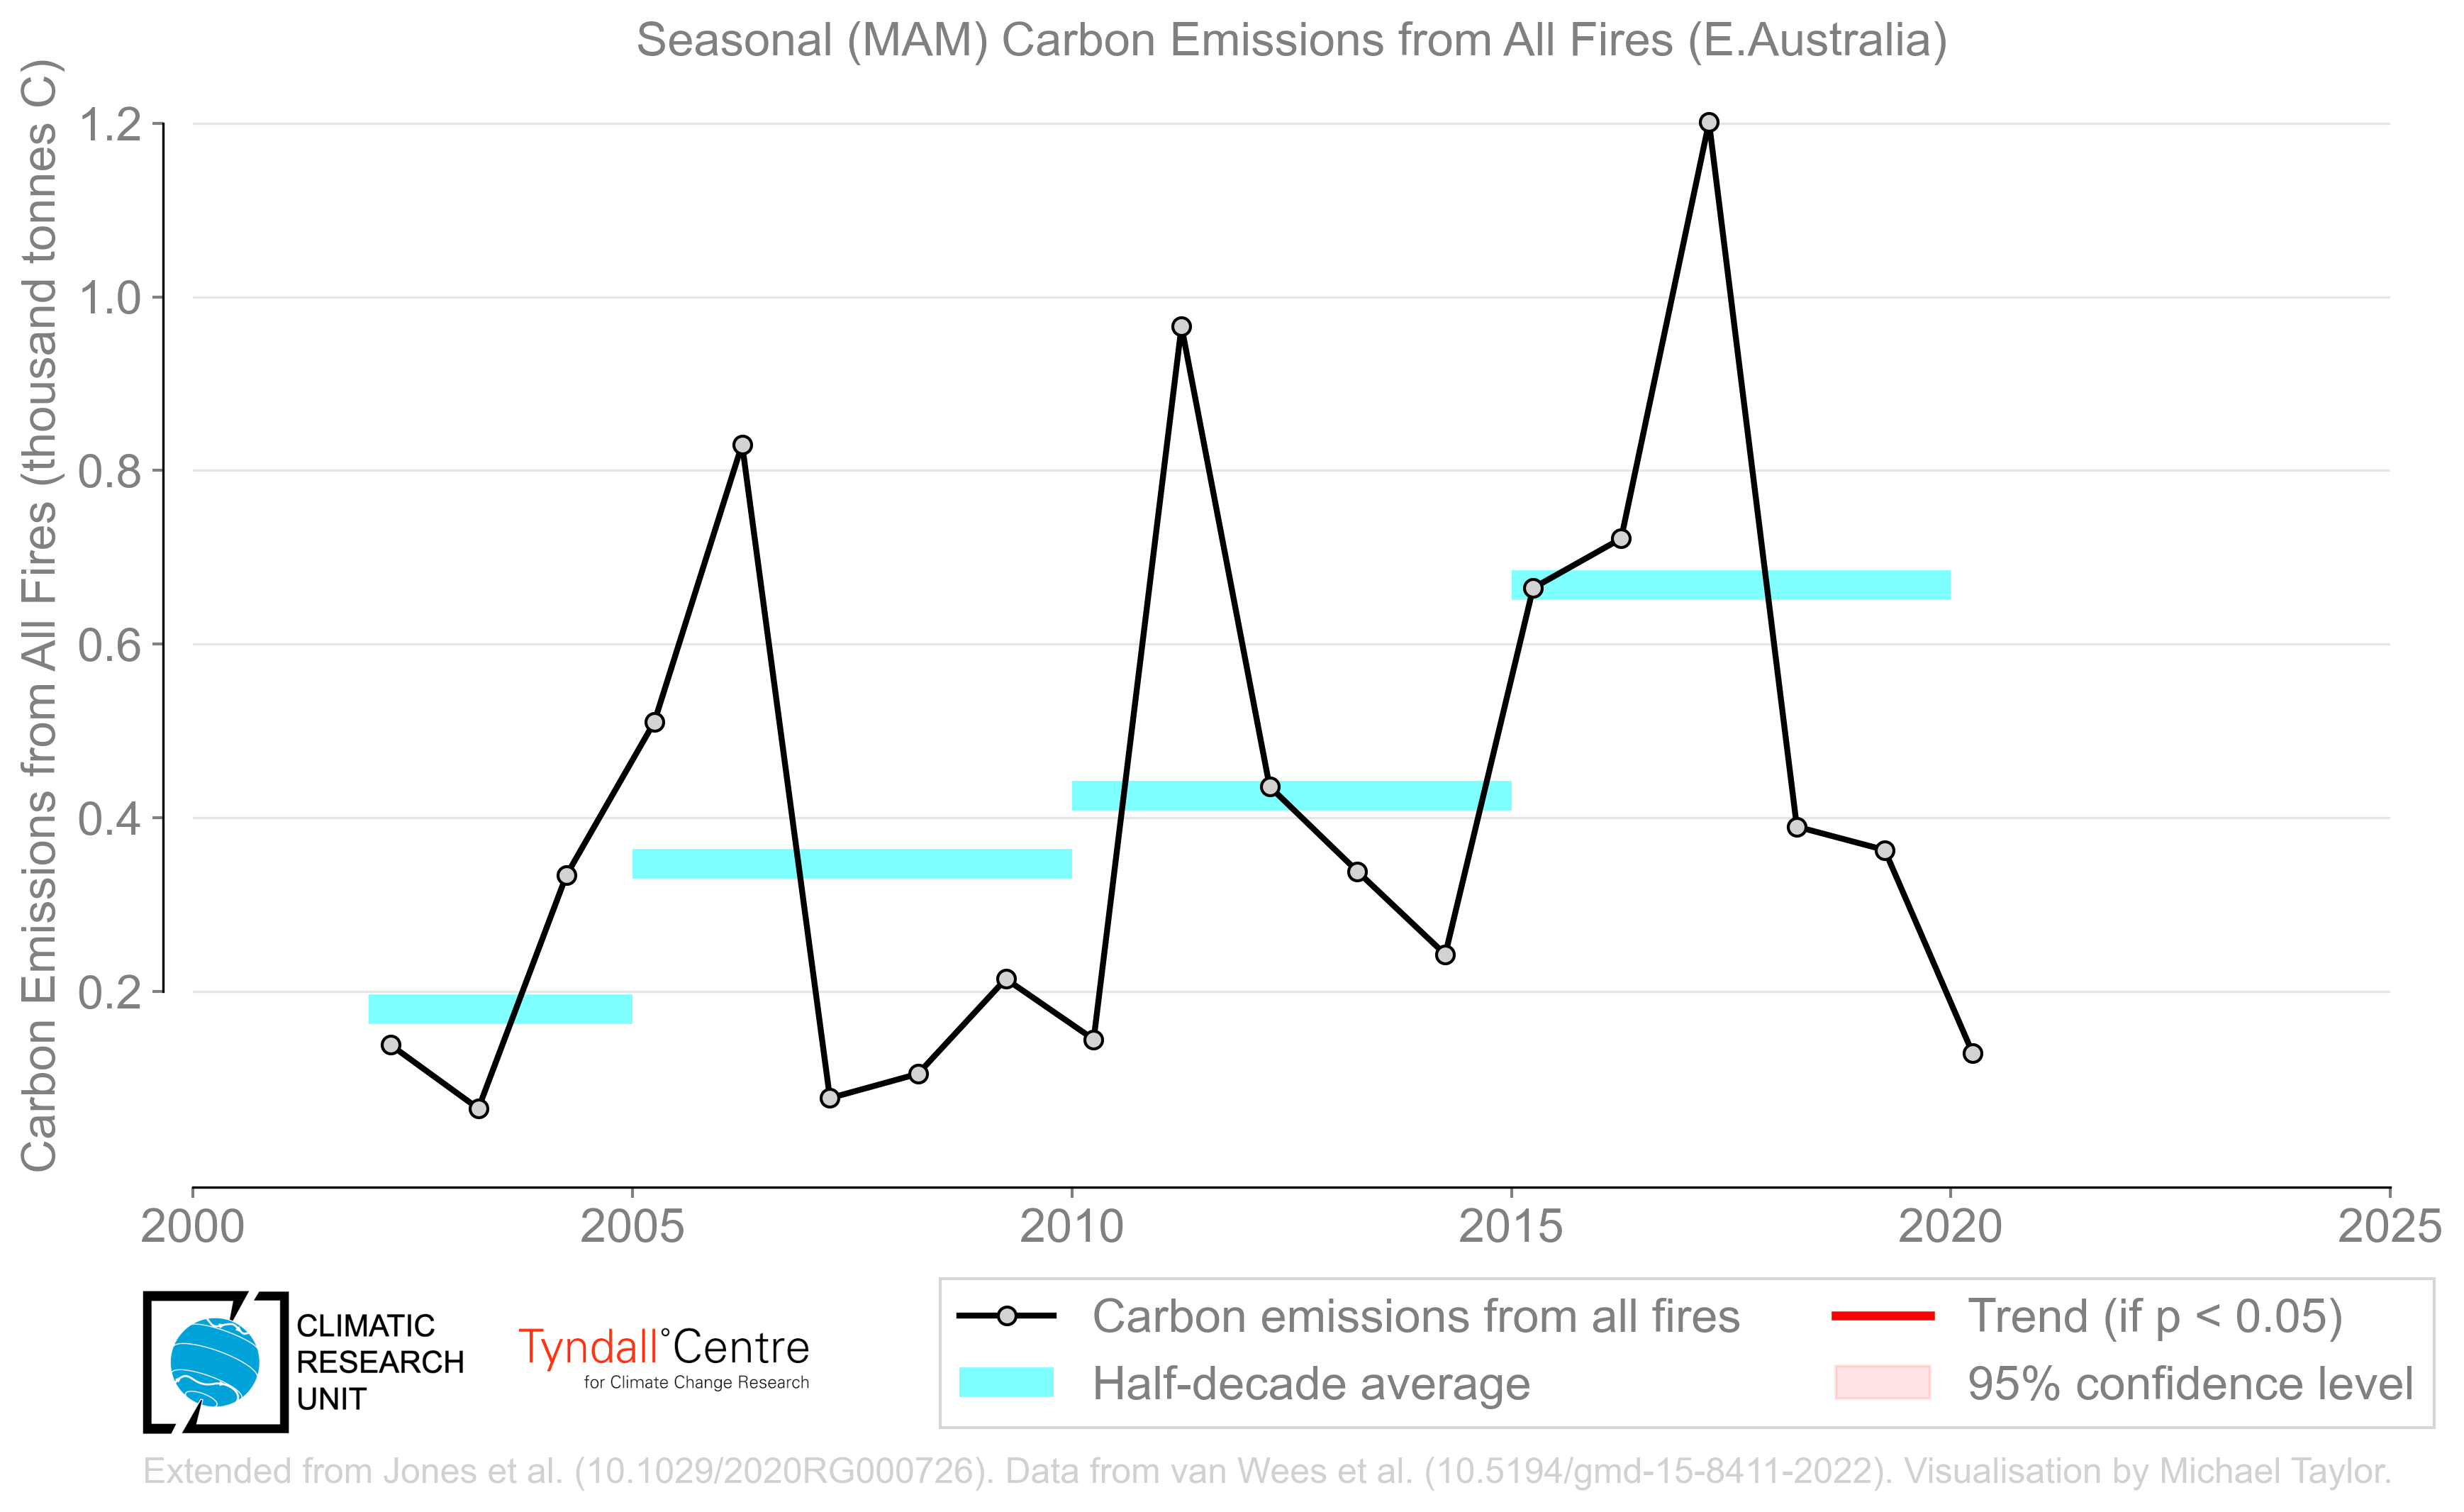 Seasonal (MAM) Carbon Emissions from All Fires (E.Australia)
Carbon Emissions from All Fires (thousand tonnes C)
1.2
1.0
0.8
0.6
0.4
0.2
2000 2005 2010 2015 2020 2025
CLIMATIC
RESEARCH
UNIT
Tyndall°Centre
for Climate Change Research
Carbon emissions from all fires
Half-decade average
Trend (if p < 0.05)
95% confidence level
Extended from Jones et al. (10.1029/2020RG000726). Data from van Wees et al. (10.5194/gmd-15-8411-2022). Visualisation by Michael Taylor.